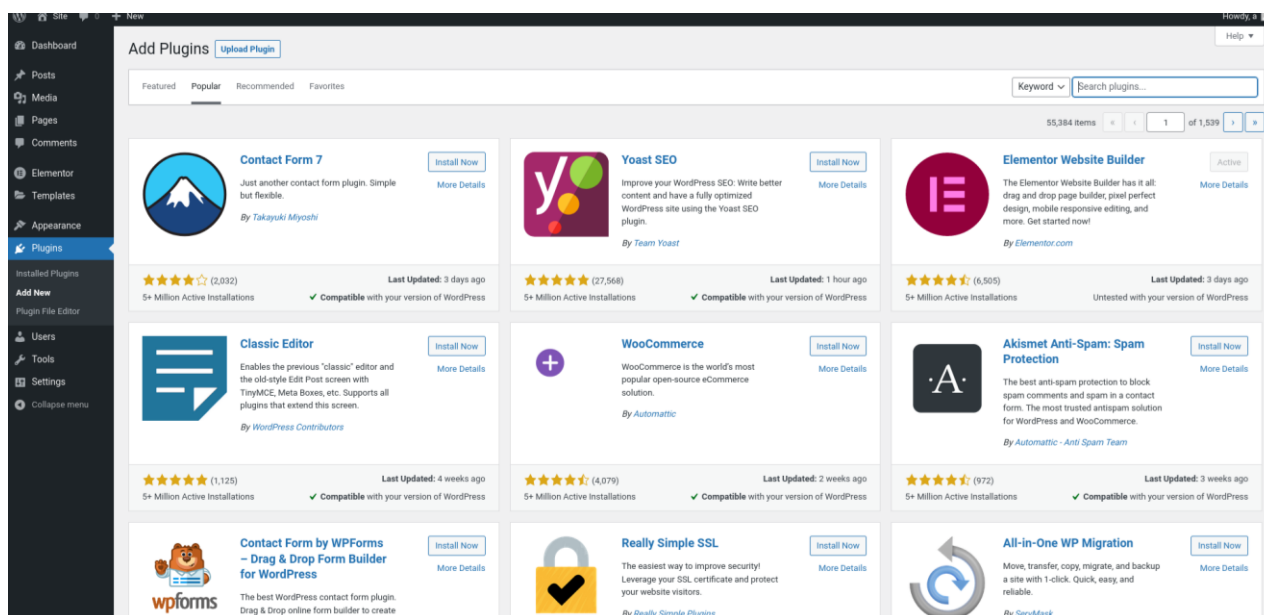 Site 0 + New Howdy, a
Dashboard
Posts
Media
Pages
Comments
Elementor
Templates
Appearance
Plugins
Installed Plugins
Add New
Plugin File Editor
Users
Tools
Settings
Collapse menu
Help
Add Plugins Upload Plugin
Featured Popular Recommended Favorites Keyword Search plugins...
55,384 items « ‹ 1 of 1,539 › »
Contact Form 7
Install Now
More Details
Just another contact form plugin. Simple
but flexible.
By Takayuki Miyoshi
(2,032) Last Updated: 3 days ago
5+ Million Active Installations ✔ Compatible with your version of WordPress
Yoast SEO
Install Now
More Details
Improve your WordPress SEO: Write better
content and have a fully optimized
WordPress site using the Yoast SEO
plugin.
By Team Yoast
(27,568) Last Updated: 1 hour ago
5+ Million Active Installations ✔ Compatible with your version of WordPress
Elementor Website Builder
Active
More Details
The Elementor Website Builder has it all:
drag and drop page builder, pixel perfect
design, mobile responsive editing, and
more. Get started now!
By Elementor.com
(6,505) Last Updated: 3 days ago
5+ Million Active Installations Untested with your version of WordPress
Classic Editor
Install Now
More Details
Enables the previous "classic" editor and
the old-style Edit Post screen with
TinyMCE, Meta Boxes, etc. Supports all
plugins that extend this screen.
By WordPress Contributors
(1,125) Last Updated: 4 weeks ago
5+ Million Active Installations ✔ Compatible with your version of WordPress
WooCommerce
Install Now
More Details
WooCommerce is the world's most
popular open-source eCommerce
solution.
By Automattic
(4,079) Last Updated: 2 weeks ago
5+ Million Active Installations ✔ Compatible with your version of WordPress
·A·
Akismet Anti-Spam: Spam
Protection
Install Now
More Details
The best anti-spam protection to block
spam comments and spam in a contact
form. The most trusted antispam solution
for WordPress and WooCommerce.
By Automattic - Anti Spam Team
(972) Last Updated: 3 weeks ago
5+ Million Active Installations ✔ Compatible with your version of WordPress
wpforms
Contact Form by WPForms
– Drag & Drop Form Builder
for WordPress
Install Now
More Details
The best WordPress contact form plugin.
Drag & Drop online form builder to create
Really Simple SSL
Install Now
More Details
The easiest way to improve security!
Leverage your SSL certificate and protect
your website visitors.
By Really Simple Plugins
All-in-One WP Migration
Install Now
More Details
Move, transfer, copy, migrate, and backup
a site with 1-click. Quick, easy, and
reliable.
By ServMask